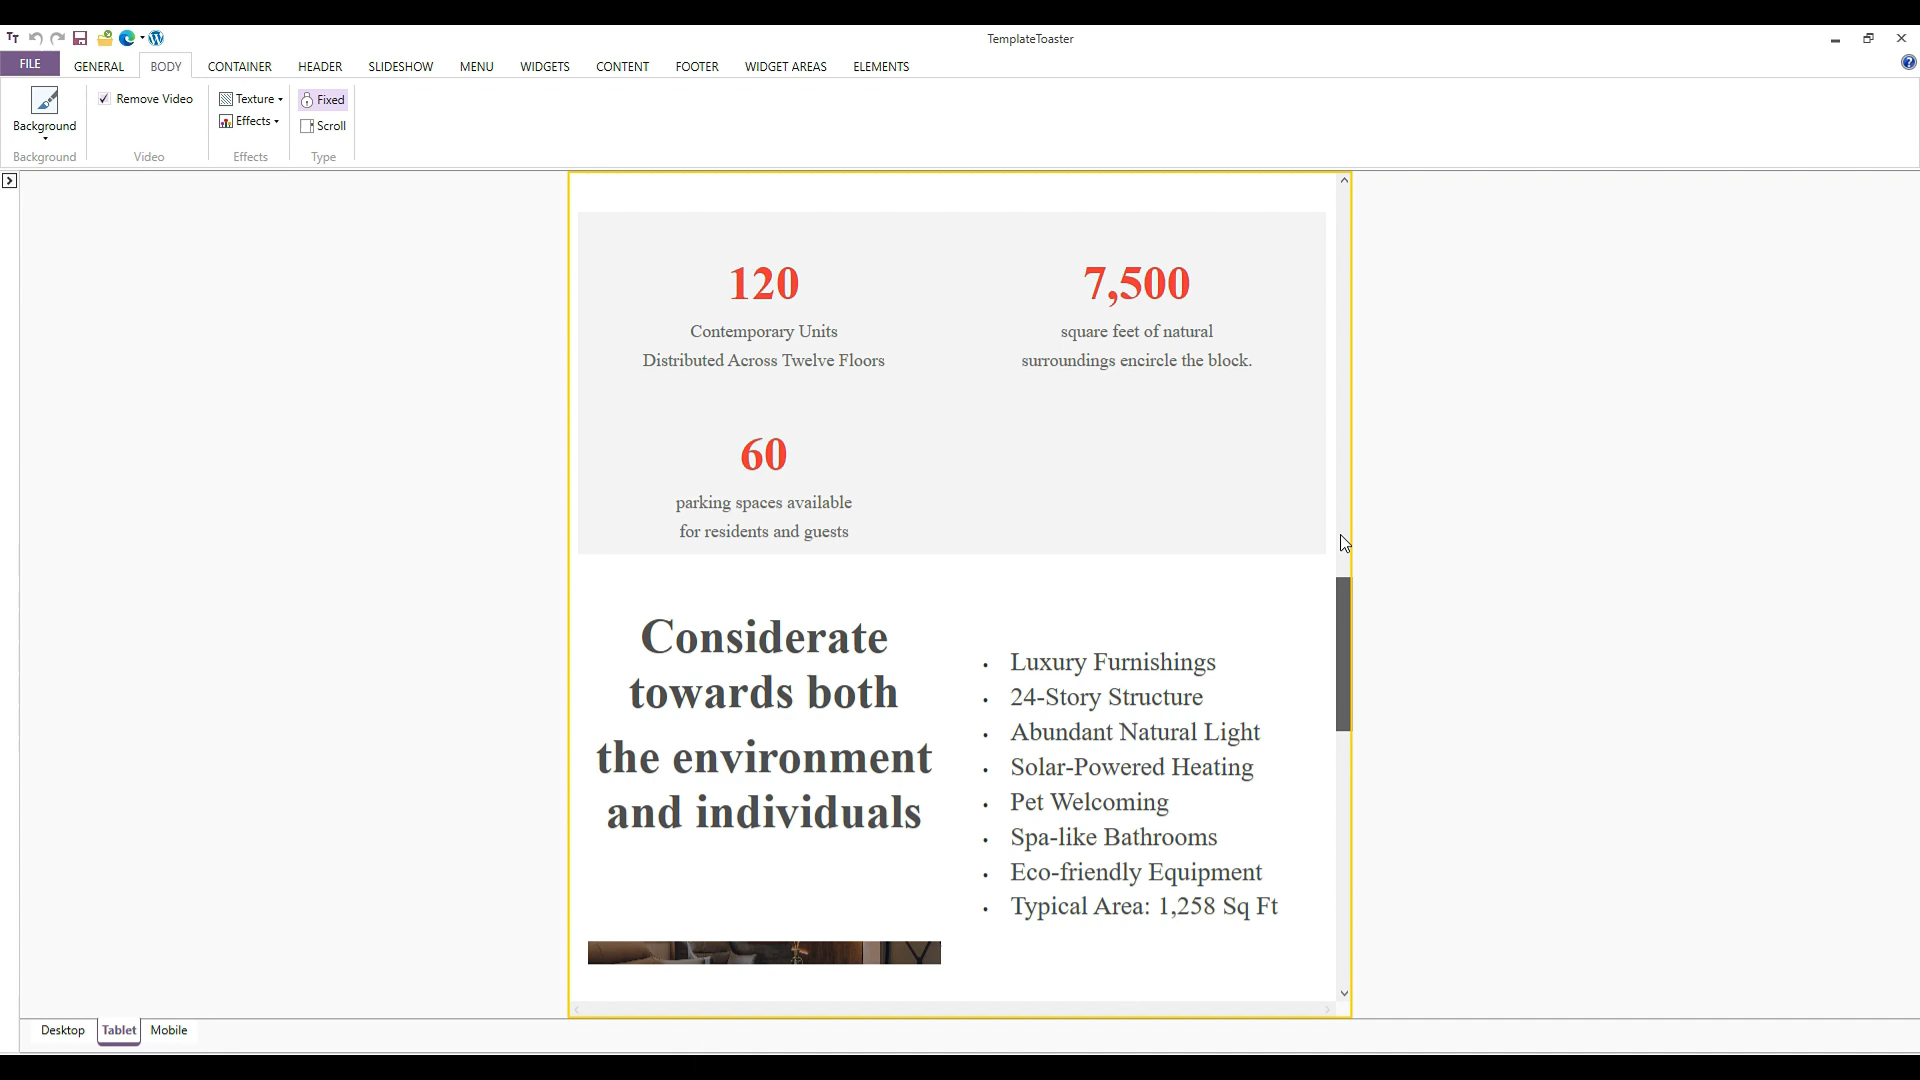 TemplateToaster
FILE GENERAL BODY CONTAINER HEADER SLIDESHOW MENU WIDGETS CONTENT FOOTER WIDGET AREAS ELEMENTS
Background
Remove Video
Texture
Effects
Fixed
Scroll
Background Video Effects Type
120
Contemporary Units
Distributed Across Twelve Floors
7,500
square feet of natural
surroundings encircle the block.
60
parking spaces available
for residents and guests
Considerate
towards both
the environment
and individuals
• Luxury Furnishings
• 24-Story Structure
• Abundant Natural Light
• Solar-Powered Heating
• Pet Welcoming
• Spa-like Bathrooms
• Eco-friendly Equipment
• Typical Area: 1,258 Sq Ft
Desktop Tablet Mobile